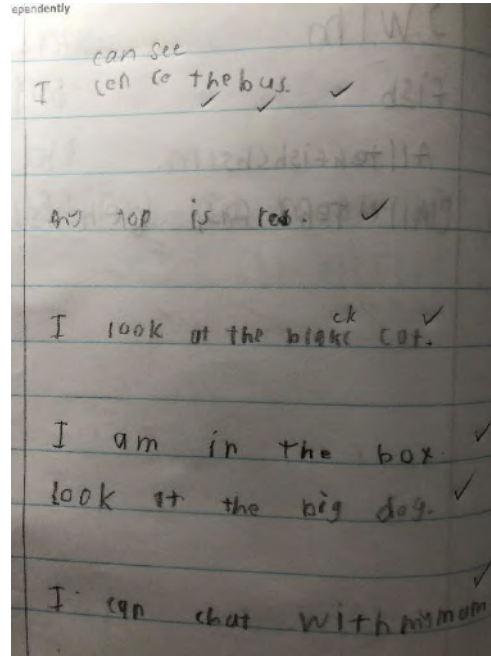 ependently
can see
I cen ce the bus.
my top is red.
ck
I look at the blakc cat.
I am in the box
look at the big dog.
I can chat with my mum